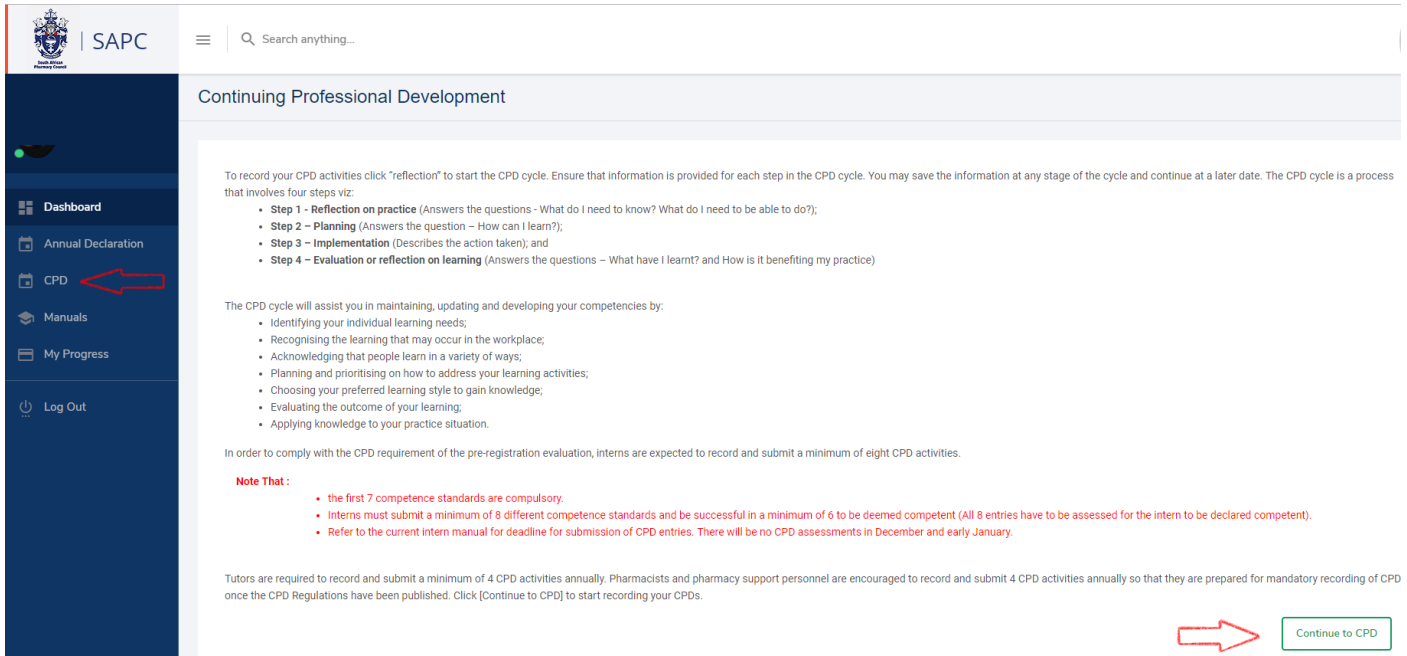 South African
Pharmacy Council
| SAPC
Search anything...
Continuing Professional Development
Dashboard
Annual Declaration
CPD
Manuals
My Progress
Log Out
To record your CPD activities click “reflection” to start the CPD cycle. Ensure that information is provided for each step in the CPD cycle. You may save the information at any stage of the cycle and continue at a later date. The CPD cycle is a process
that involves four steps viz:
• Step 1 - Reflection on practice (Answers the questions - What do I need to know? What do I need to be able to do?);
• Step 2 – Planning (Answers the question – How can I learn?);
• Step 3 – Implementation (Describes the action taken); and
• Step 4 – Evaluation or reflection on learning (Answers the questions – What have I learnt? and How is it benefiting my practice)
The CPD cycle will assist you in maintaining, updating and developing your competencies by:
• Identifying your individual learning needs;
• Recognising the learning that may occur in the workplace;
• Acknowledging that people learn in a variety of ways;
• Planning and prioritising on how to address your learning activities;
• Choosing your preferred learning style to gain knowledge;
• Evaluating the outcome of your learning;
• Applying knowledge to your practice situation.
In order to comply with the CPD requirement of the pre-registration evaluation, interns are expected to record and submit a minimum of eight CPD activities.
Note That :
• the first 7 competence standards are compulsory.
• Interns must submit a minimum of 8 different competence standards and be successful in a minimum of 6 to be deemed competent (All 8 entries have to be assessed for the intern to be declared competent).
• Refer to the current intern manual for deadline for submission of CPD entries. There will be no CPD assessments in December and early January.
Tutors are required to record and submit a minimum of 4 CPD activities annually. Pharmacists and pharmacy support personnel are encouraged to record and submit 4 CPD activities annually so that they are prepared for mandatory recording of CPD
once the CPD Regulations have been published. Click [Continue to CPD] to start recording your CPDs.
Continue to CPD